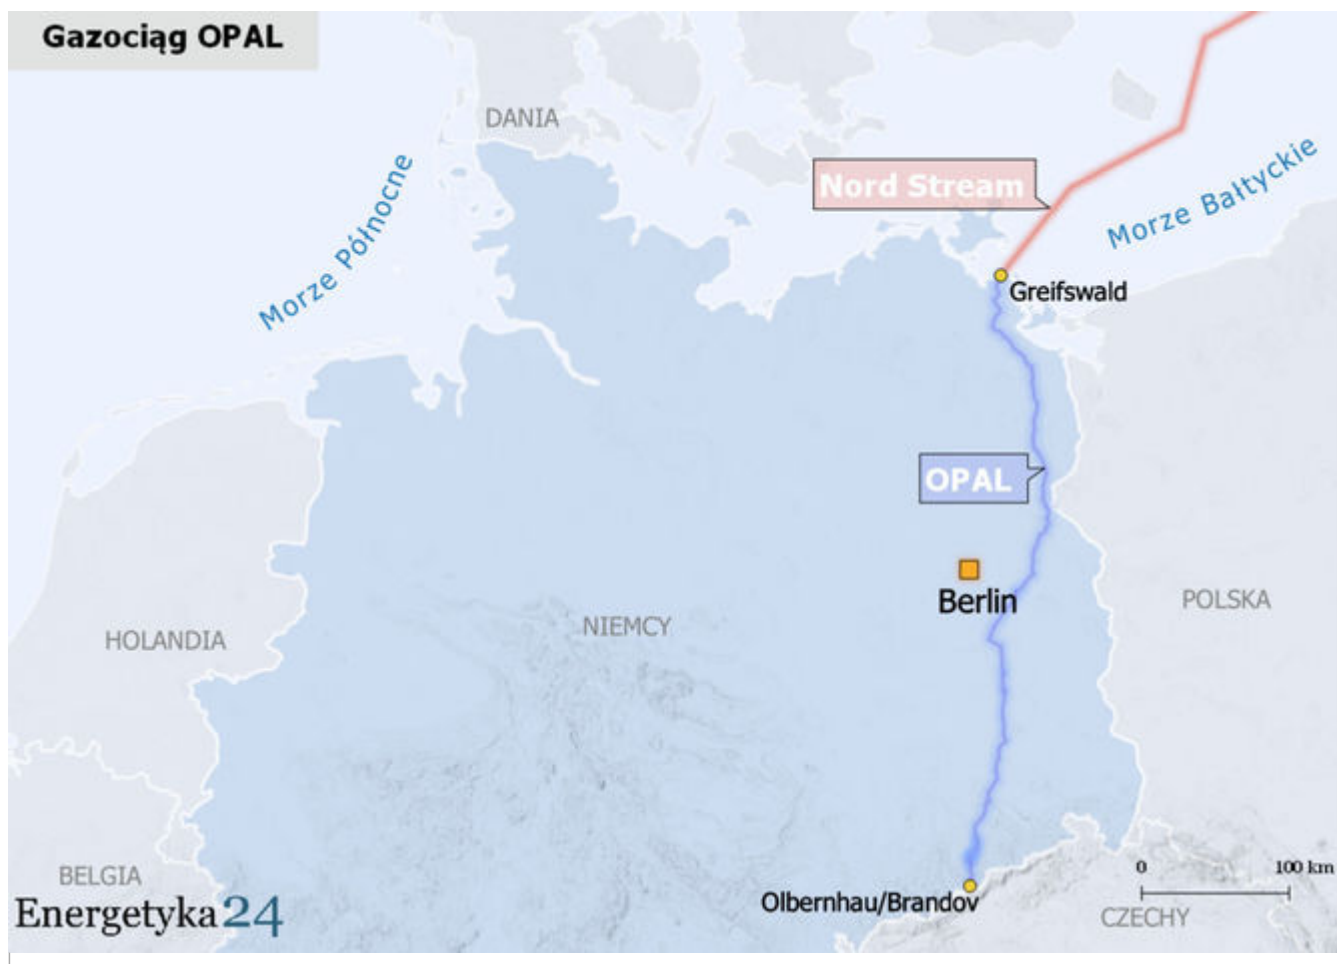 Gazociąg OPAL
DANIA
Morze Północne
Nord Stream
Morze Bałtyckie
Greifswald
OPAL
Berlin
POLSKA
HOLANDIA
NIEMCY
BELGIA
Energetyka24
Olbernhau/Brandov
CZECHY
0 100 km